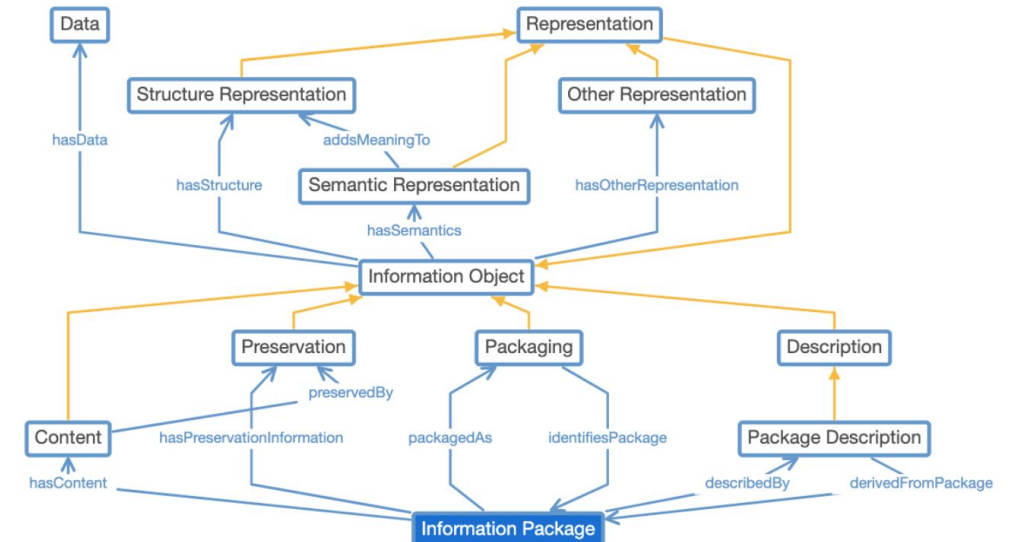 Data
Representation
Structure Representation
Other Representation
hasData
addsMeaningTo
hasStructure
Semantic Representation
hasOtherRepresentation
hasSemantics
Information Object
Preservation
Packaging
Description
preservedBy
Content
hasPreservationInformation
packagedAs
identifiesPackage
Package Description
hasContent
describedBy
derivedFromPackage
Information Package